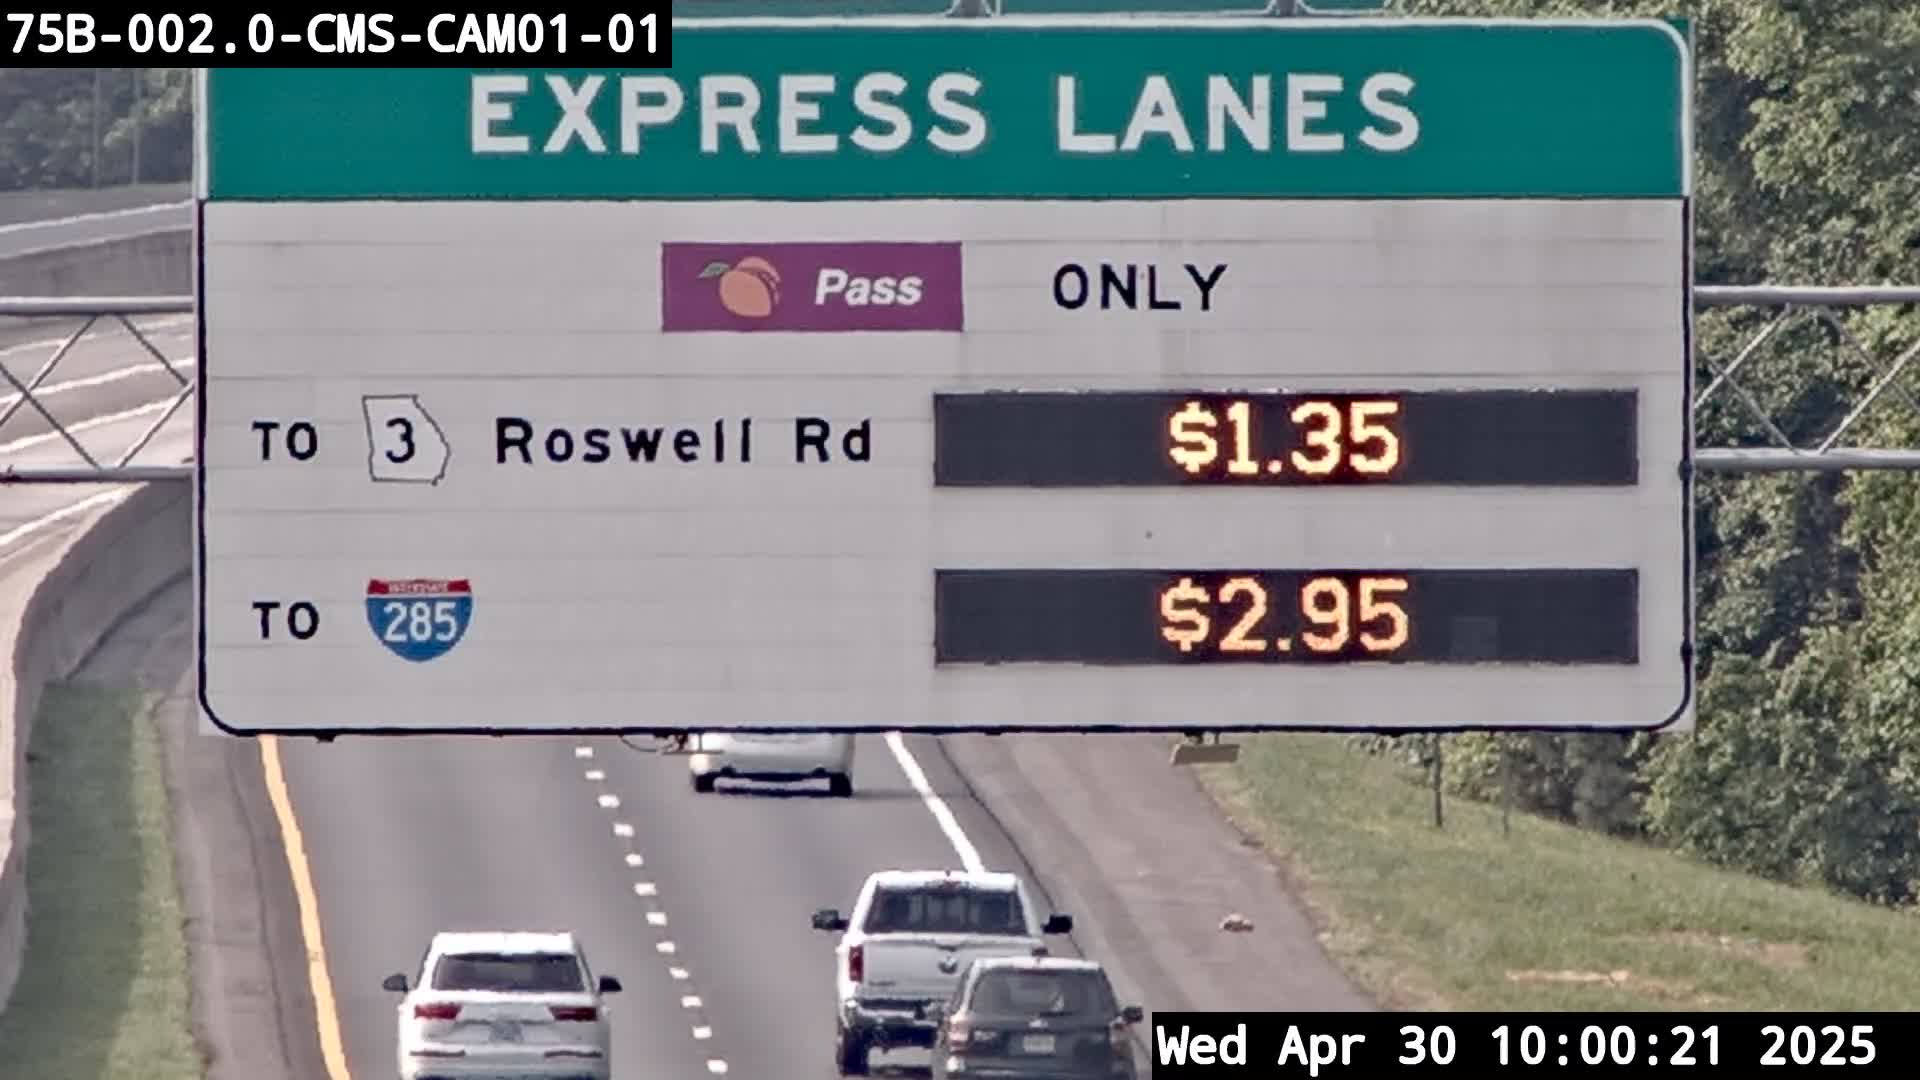 75B-002.0-CMS-CAM01-01
EXPRESS LANES
Pass ONLY
TO 3 Roswell Rd $1.35
INTERSTATE
TO 285 $2.95
Wed Apr 30 10:00:21 2025